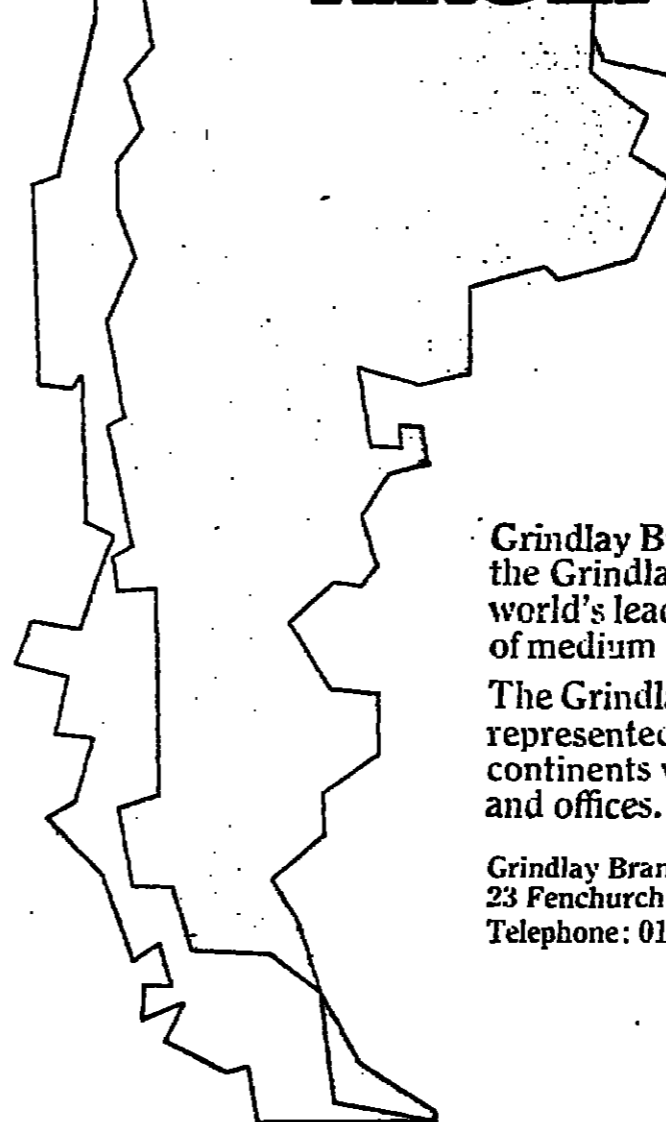 Grindlay B
the Grindla
world's lead
of medium
The Grindla
represented
continents v
and offices.
Grindlay Bran
23 Fenchurch
Telephone: 01